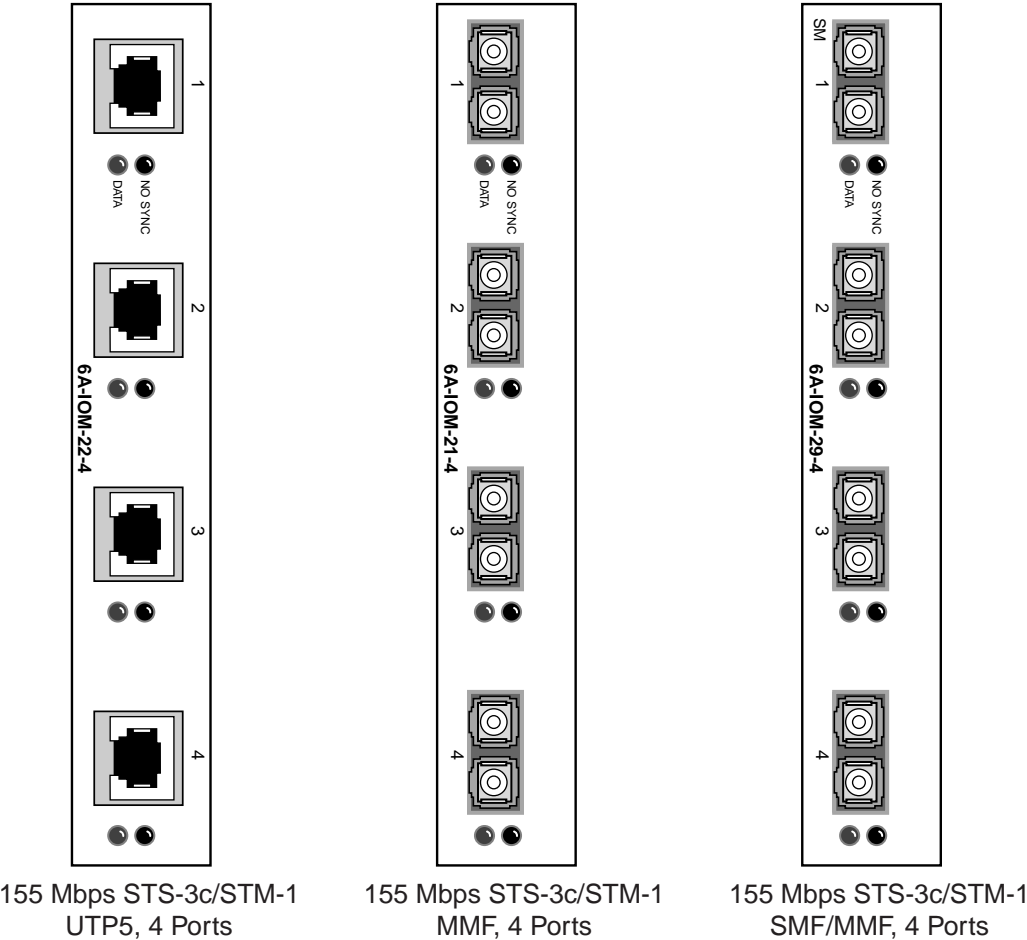 1
DATA
NO SYNC
2
6A-IOM-22-4
3
4
155 Mbps STS-3c/STM-1
UTP5, 4 Ports
1
DATA
NO SYNC
2
6A-IOM-21-4
3
4
155 Mbps STS-3c/STM-1
MMF, 4 Ports
SM
1
DATA
NO SYNC
2
6A-IOM-29-4
3
4
155 Mbps STS-3c/STM-1
SMF/MMF, 4 Ports